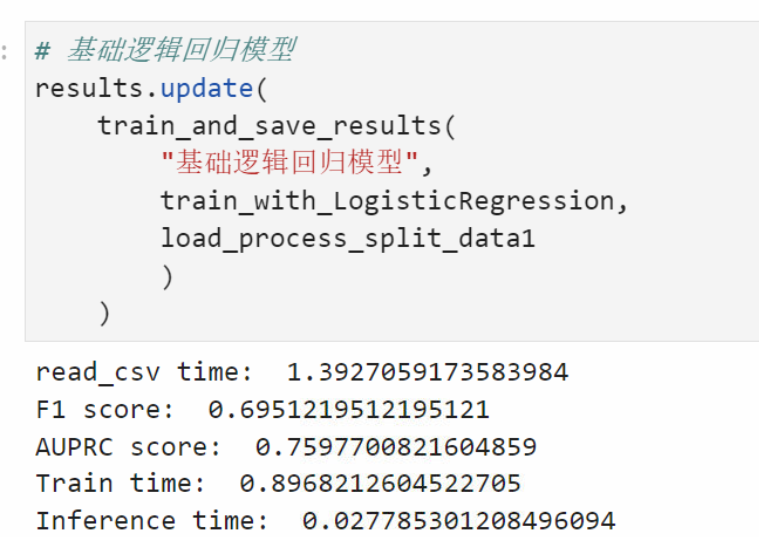 :
# 基础逻辑回归模型
results.update(
    train_and_save_results(
        "基础逻辑回归模型",
        train_with_LogisticRegression,
        load_process_split_data1
        )
    )
read_csv time:  1.3927059173583984
F1 score:  0.6951219512195121
AUPRC score:  0.7597700821604859
Train time:  0.8968212604522705
Inference time:  0.027785301208496094